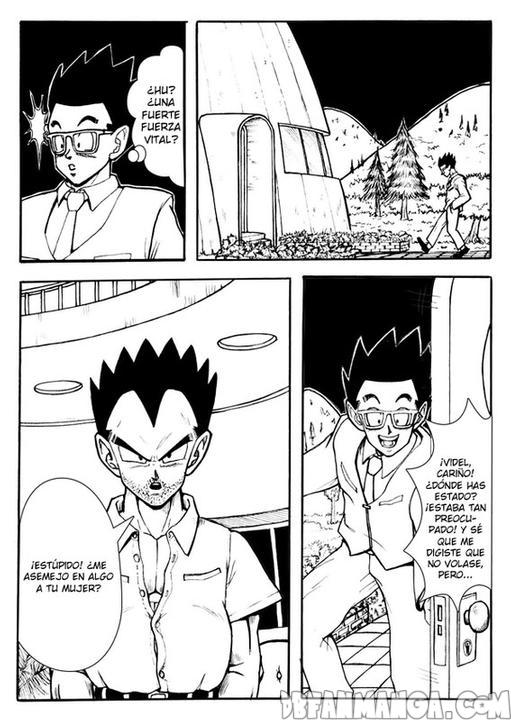 ¿HU?
¿UNA
FUERTE
FUERZA
VITAL?
¡ESTÚPIDO! ¿ME
ASEMEJO EN ALGO
A TU MUJER?
¡VIDEL,
CARIÑO!
¿DÓNDE HAS
ESTADO?
¡ESTABA TAN
PREOCU-
PADO! Y SÉ
QUE ME
DIGISTE QUE
NO VOLASE,
PERO...
DBFANMANGA.COM